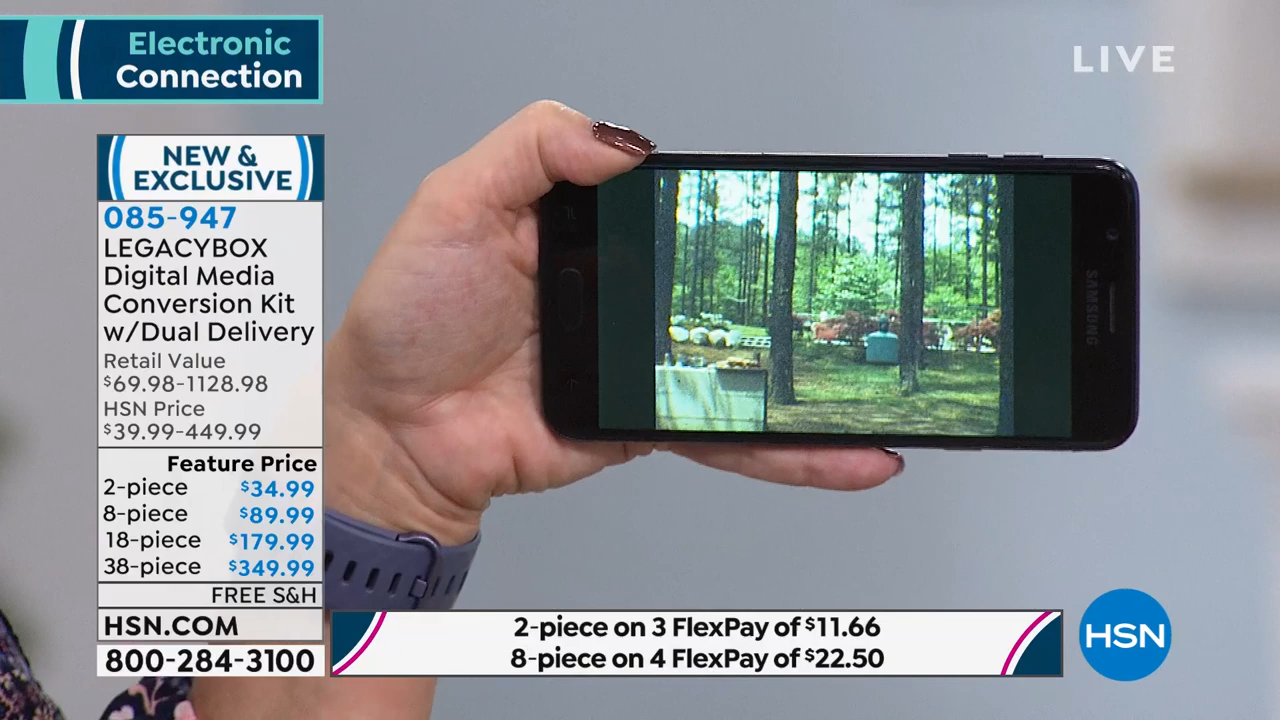 Electronic
Connection
LIVE
NEW &
EXCLUSIVE
085-947
LEGACYBOX
Digital Media
Conversion Kit
w/Dual Delivery
Retail Value
$69.98-1128.98
HSN Price
$39.99-449.99
Feature Price
2-piece $34.99
8-piece $89.99
18-piece $179.99
38-piece $349.99
FREE S&H
HSN.COM
800-284-3100
SAMSUNG
2-piece on 3 FlexPay of $11.66
8-piece on 4 FlexPay of $22.50
HSN